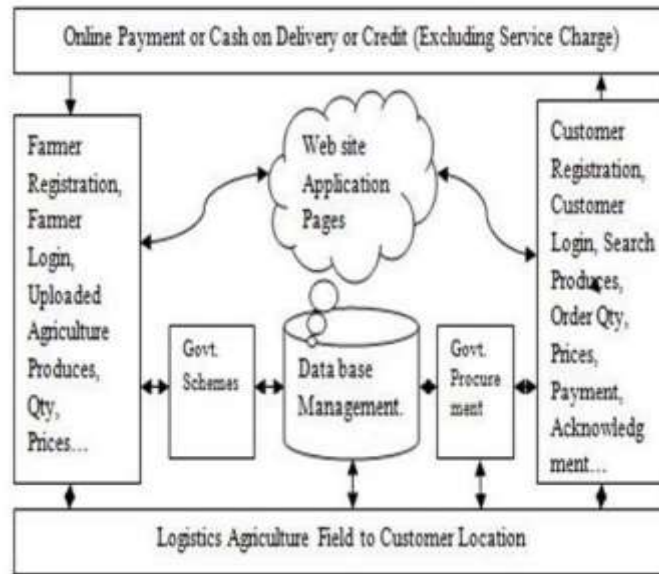 Online Payment or Cash on Delivery or Credit (Excluding Service Charge)
Farmer
Registration,
Farmer
Login,
Uploaded
Agriculture
Produces,
Qty,
Prices...
Web site
Application
Pages
Customer
Registration,
Customer
Login, Search
Produces,
Order Qty,
Prices,
Payment,
Acknowledg
ment...
Govt.
Schemes
Data base
Management.
Govt.
Procure
ment
Logistics Agriculture Field to Customer Location